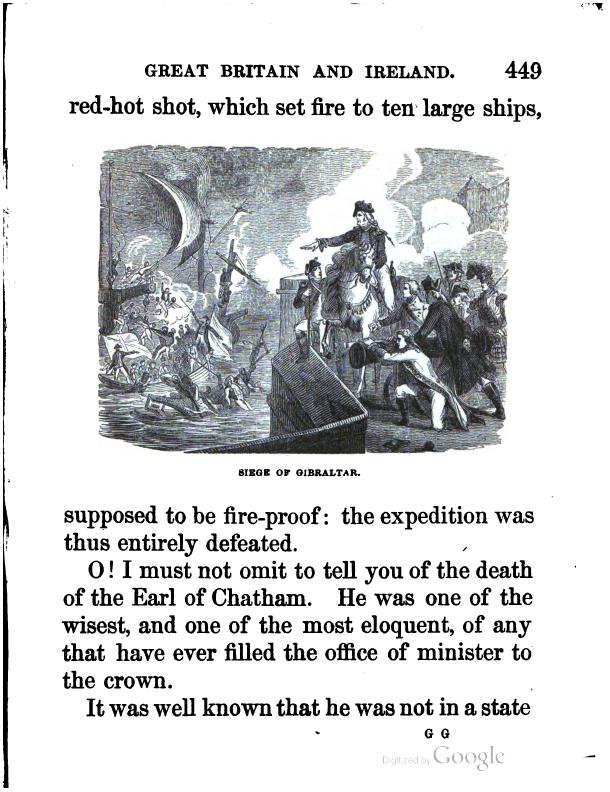 GREAT BRITAIN AND IRELAND. 449
red-hot shot, which set fire to ten large ships,
SIEGE OF GIBRALTAR.
supposed to be fire-proof: the expedition was
thus entirely defeated.
O! I must not omit to tell you of the death
of the Earl of Chatham. He was one of the
wisest, and one of the most eloquent, of any
that have ever filled the office of minister to
the crown.
It was well known that he was not in a state
G G
Digitized by Google